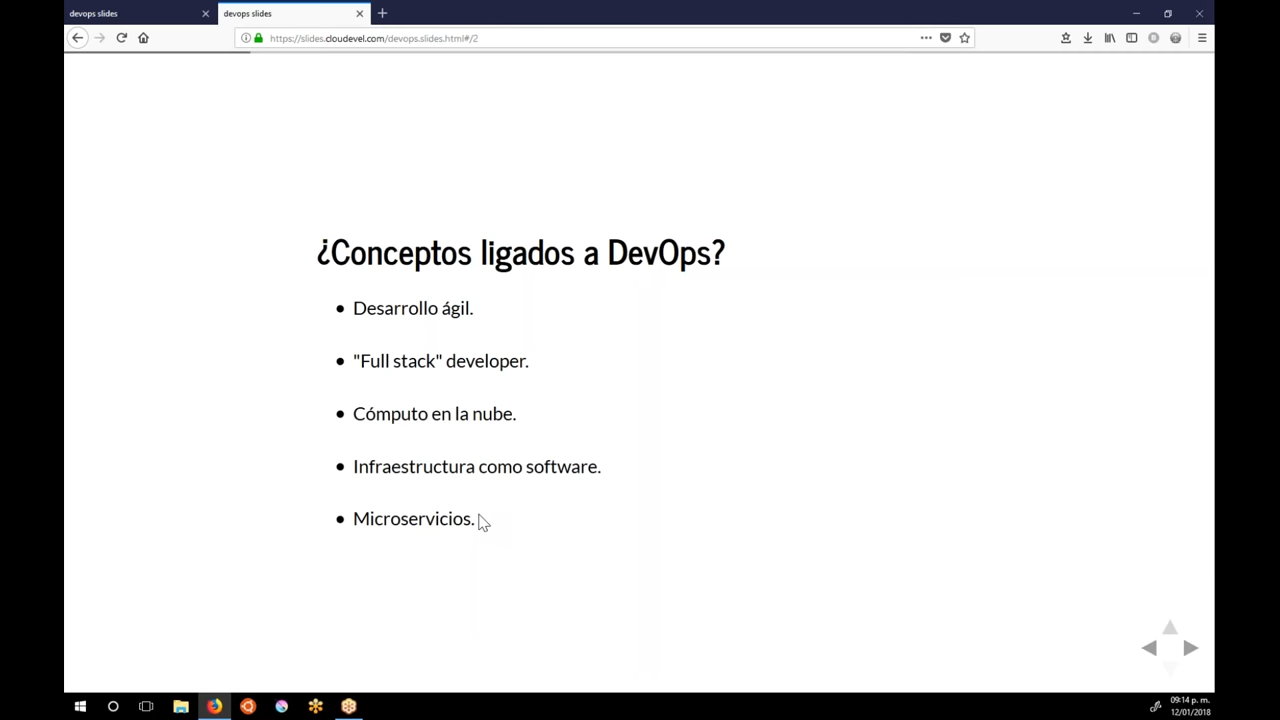 devops slides
devops slides
https://slides.cloudevel.com/devops.slides.html#/2
¿Conceptos ligados a DevOps?
Desarrollo ágil.
"Full stack" developer.
Cómputo en la nube.
Infraestructura como software.
Microservicios.
09:14 p. m.
12/01/2018